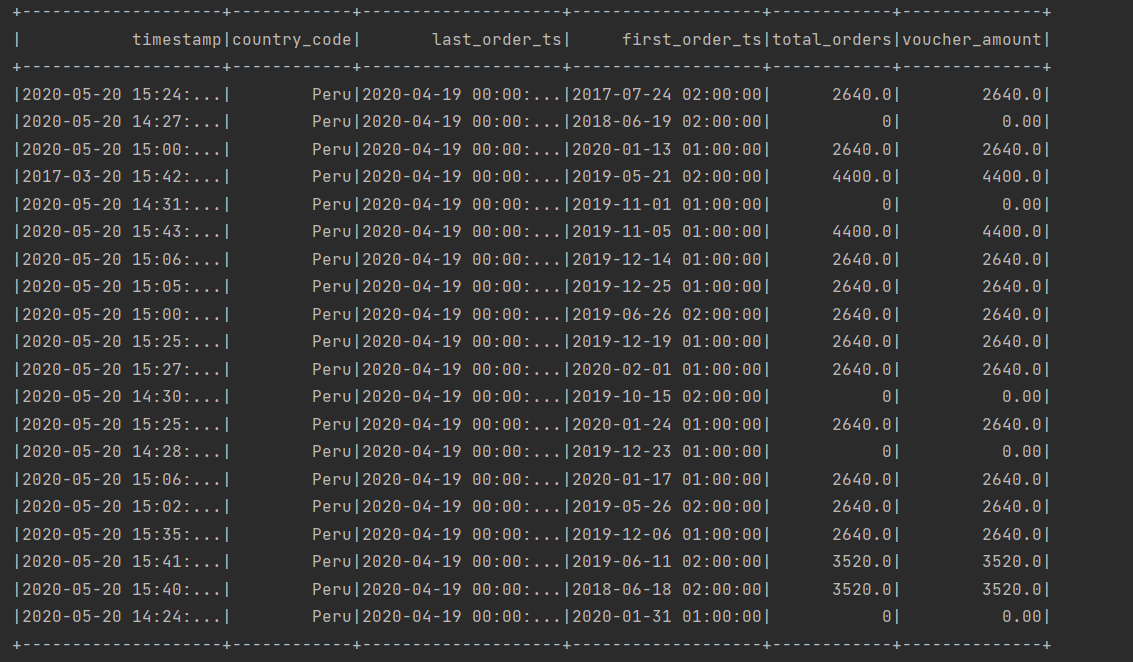 +--------------------+------------+--------------------+-------------------+------------+--------------+
|           timestamp|country_code|       last_order_ts|     first_order_ts|total_orders|voucher_amount|
+--------------------+------------+--------------------+-------------------+------------+--------------+
|2020-05-20 15:24:...|        Peru|2020-04-19 00:00:...|2017-07-24 02:00:00|      2640.0|        2640.0|
|2020-05-20 14:27:...|        Peru|2020-04-19 00:00:...|2018-06-19 02:00:00|           0|          0.00|
|2020-05-20 15:00:...|        Peru|2020-04-19 00:00:...|2020-01-13 01:00:00|      2640.0|        2640.0|
|2017-03-20 15:42:...|        Peru|2020-04-19 00:00:...|2019-05-21 02:00:00|      4400.0|        4400.0|
|2020-05-20 14:31:...|        Peru|2020-04-19 00:00:...|2019-11-01 01:00:00|           0|          0.00|
|2020-05-20 15:43:...|        Peru|2020-04-19 00:00:...|2019-11-05 01:00:00|      4400.0|        4400.0|
|2020-05-20 15:06:...|        Peru|2020-04-19 00:00:...|2019-12-14 01:00:00|      2640.0|        2640.0|
|2020-05-20 15:05:...|        Peru|2020-04-19 00:00:...|2019-12-25 01:00:00|      2640.0|        2640.0|
|2020-05-20 15:00:...|        Peru|2020-04-19 00:00:...|2019-06-26 02:00:00|      2640.0|        2640.0|
|2020-05-20 15:25:...|        Peru|2020-04-19 00:00:...|2019-12-19 01:00:00|      2640.0|        2640.0|
|2020-05-20 15:27:...|        Peru|2020-04-19 00:00:...|2020-02-01 01:00:00|      2640.0|        2640.0|
|2020-05-20 14:30:...|        Peru|2020-04-19 00:00:...|2019-10-15 02:00:00|           0|          0.00|
|2020-05-20 15:25:...|        Peru|2020-04-19 00:00:...|2020-01-24 01:00:00|      2640.0|        2640.0|
|2020-05-20 14:28:...|        Peru|2020-04-19 00:00:...|2019-12-23 01:00:00|           0|          0.00|
|2020-05-20 15:06:...|        Peru|2020-04-19 00:00:...|2020-01-17 01:00:00|      2640.0|        2640.0|
|2020-05-20 15:02:...|        Peru|2020-04-19 00:00:...|2019-05-26 02:00:00|      2640.0|        2640.0|
|2020-05-20 15:35:...|        Peru|2020-04-19 00:00:...|2019-12-06 01:00:00|      2640.0|        2640.0|
|2020-05-20 15:41:...|        Peru|2020-04-19 00:00:...|2019-06-11 02:00:00|      3520.0|        3520.0|
|2020-05-20 15:40:...|        Peru|2020-04-19 00:00:...|2018-06-18 02:00:00|      3520.0|        3520.0|
|2020-05-20 14:24:...|        Peru|2020-04-19 00:00:...|2020-01-31 01:00:00|           0|          0.00|
+--------------------+------------+--------------------+-------------------+------------+--------------+